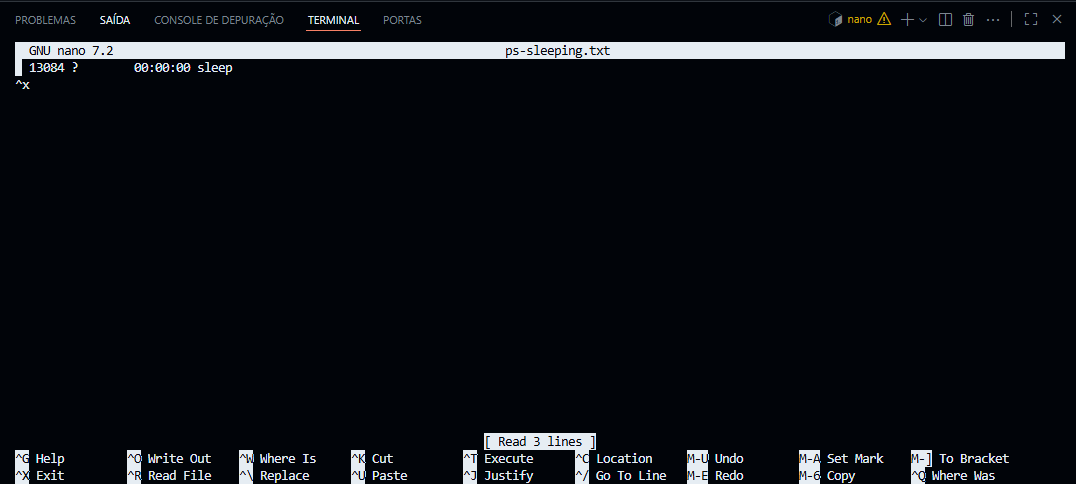 PROBLEMAS SAÍDA CONSOLE DE DEPURAÇÃO TERMINAL PORTAS nano
GNU nano 7.2 ps-sleeping.txt
13084 ? 00:00:00 sleep
^x
[ Read 3 lines ]
^G Help ^O Write Out ^W Where Is ^K Cut ^T Execute ^C Location M-U Undo M-A Set Mark M-] To Bracket
^X Exit ^R Read File ^\ Replace ^U Paste ^J Justify ^/ Go To Line M-E Redo M-6 Copy ^Q Where Was